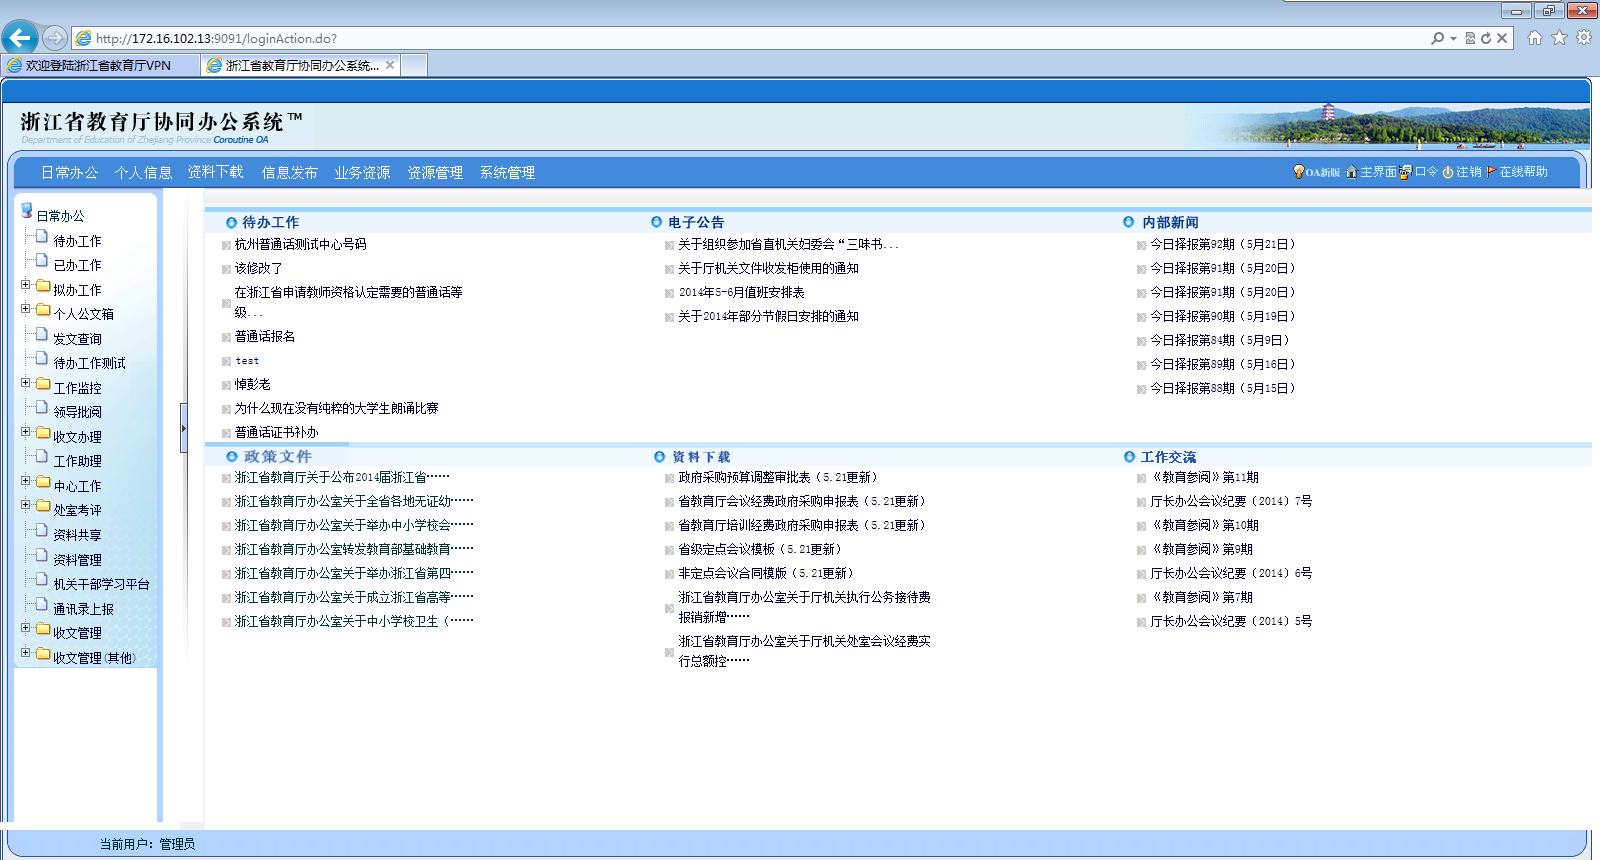 http://172.16.102.13:9091/loginAction.do?
欢迎登陆浙江省教育厅VPN
浙江省教育厅协同办公系统...
浙江省教育厅协同办公系统™
Department of Education of Zhejiang Province Coroutine OA
日常办公 个人信息 资料下载 信息发布 业务资源 资源管理 系统管理
OA新版 主界面 口令 注销 在线帮助
日常办公
待办工作
已办工作
拟办工作
个人公文箱
发文查询
待办工作测试
工作监控
领导批阅
收文办理
工作助理
中心工作
处室考评
资料共享
资料管理
机关干部学习平台
通讯录上报
收文管理
收文管理(其他)
待办工作
杭州普通话测试中心号码
该修改了
在浙江省申请教师资格认定需要的普通话等
级...
普通话报名
test
悼彭老
为什么现在没有纯粹的大学生朗诵比赛
普通话证书补办
电子公告
关于组织参加省直机关妇委会“三味书...
关于厅机关文件收发柜使用的通知
2014年5-6月值班安排表
关于2014年部分节假日安排的通知
内部新闻
今日择报第92期（5月21日）
今日择报第91期（5月20日）
今日择报第91期（5月20日）
今日择报第90期（5月19日）
今日择报第84期（5月9日）
今日择报第89期（5月16日）
今日择报第88期（5月15日）
政策文件
浙江省教育厅关于公布2014届浙江省……
浙江省教育厅办公室关于全省各地无证幼……
浙江省教育厅办公室关于举办中小学校会……
浙江省教育厅办公室转发教育部基础教育……
浙江省教育厅办公室关于举办浙江省第四……
浙江省教育厅办公室关于成立浙江省高等……
浙江省教育厅办公室关于中小学校卫生（……
资料下载
政府采购预算调整审批表（5.21更新）
省教育厅会议经费政府采购申报表（5.21更新）
省教育厅培训经费政府采购申报表（5.21更新）
省级定点会议模板（5.21更新）
非定点会议合同模版（5.21更新）
浙江省教育厅办公室关于厅机关执行公务接待费
报销新增……
浙江省教育厅办公室关于厅机关处室会议经费实
行总额控……
工作交流
《教育参阅》第11期
厅长办公会议纪要（2014）7号
《教育参阅》第10期
《教育参阅》第9期
厅长办公会议纪要（2014）6号
《教育参阅》第7期
厅长办公会议纪要（2014）5号
当前用户：管理员